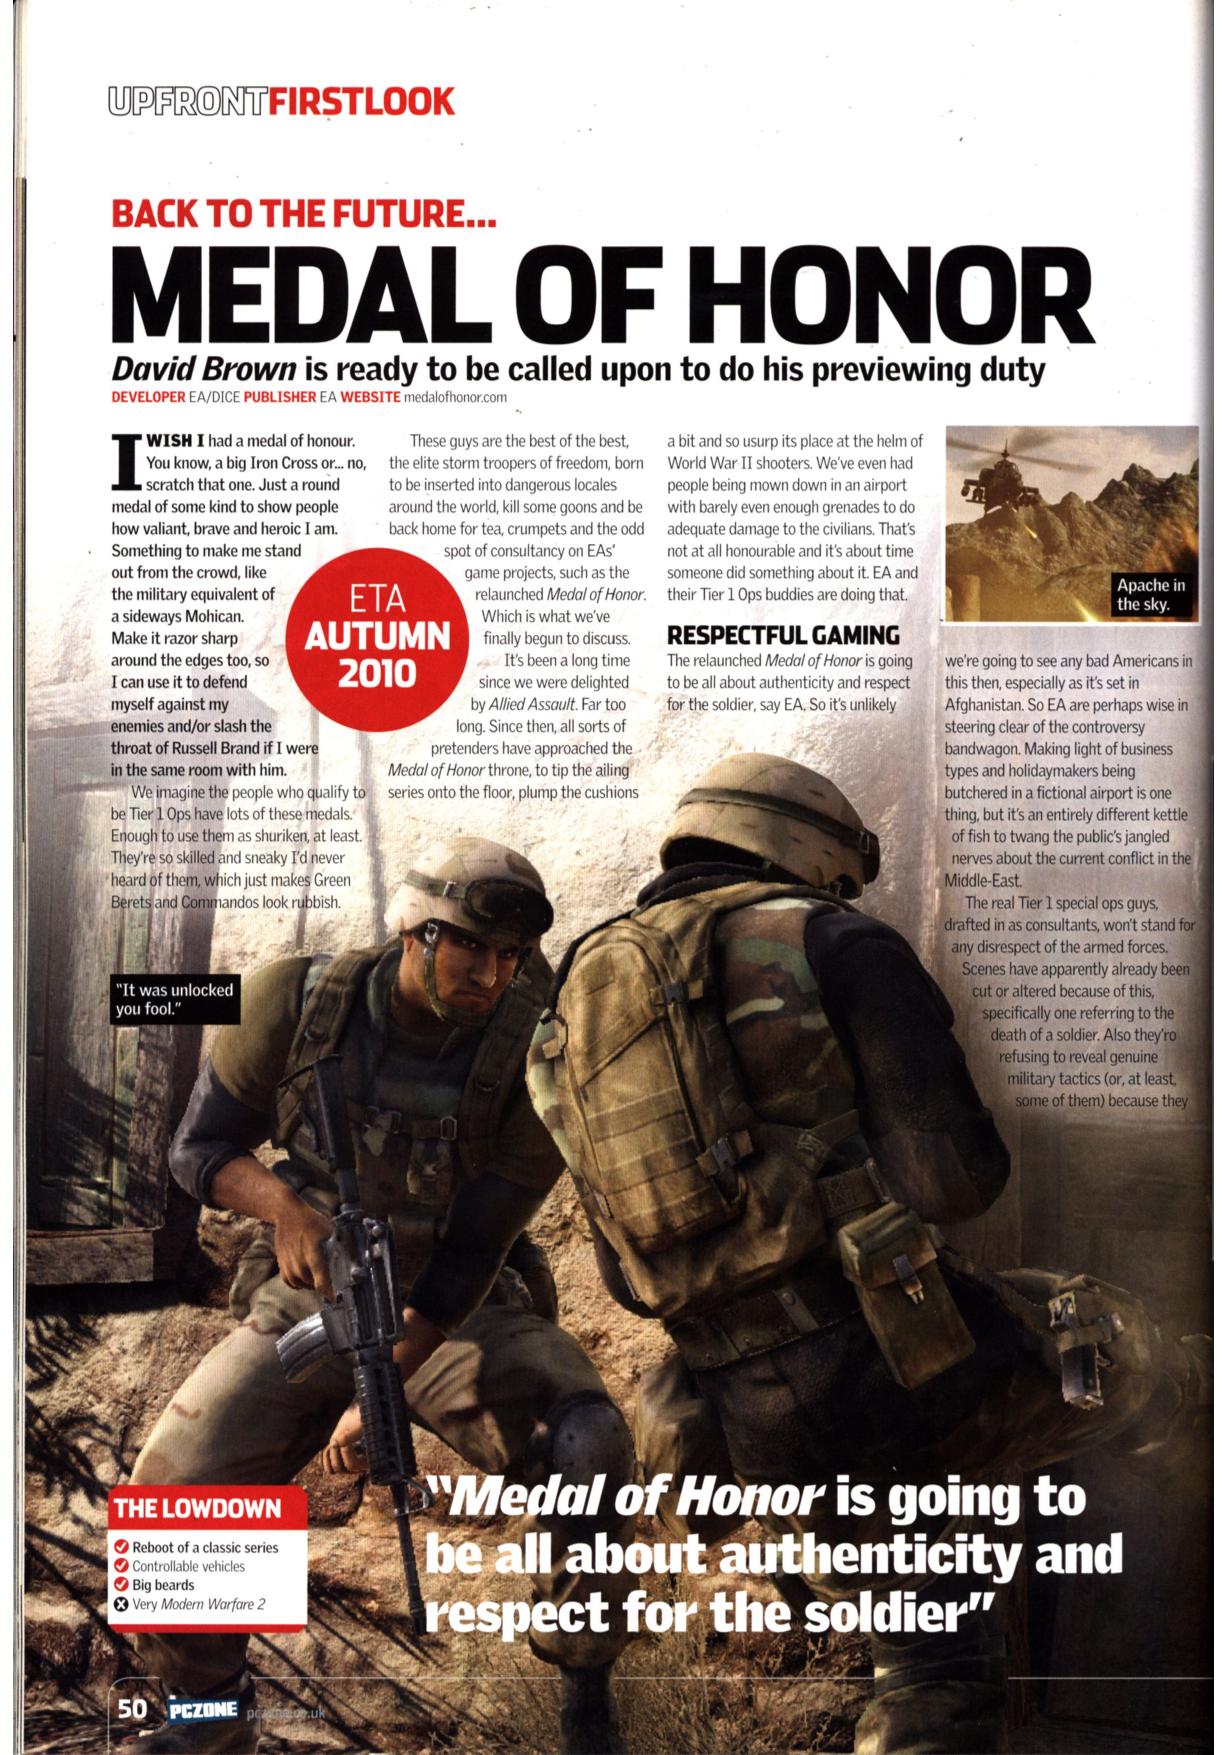 UPFRONTFIRSTLOOK
BACK TO THE FUTURE...
MEDAL OF HONOR
David Brown is ready to be called upon to do his previewing duty
DEVELOPER EA/DICE PUBLISHER EA WEBSITE medalofhonor.com
I WISH I had a medal of honour.
You know, a big Iron Cross or... no,
scratch that one. Just a round
medal of some kind to show people
how valiant, brave and heroic I am.
Something to make me stand
out from the crowd, like
the military equivalent of
a sideways Mohican.
Make it razor sharp
around the edges too, so
I can use it to defend
myself against my
enemies and/or slash the
throat of Russell Brand if I were
in the same room with him.
We imagine the people who qualify to
be Tier 1 Ops have lots of these medals.
Enough to use them as shuriken, at least.
They're so skilled and sneaky I'd never
heard of them, which just makes Green
Berets and Commandos look rubbish.
ETA
AUTUMN
2010
These guys are the best of the best,
the elite storm troopers of freedom, born
to be inserted into dangerous locales
around the world, kill some goons and be
back home for tea, crumpets and the odd
spot of consultancy on EAs'
game projects, such as the
relaunched Medal of Honor.
Which is what we've
finally begun to discuss.
It's been a long time
since we were delighted
by Allied Assault. Far too
long. Since then, all sorts of
pretenders have approached the
Medal of Honor throne, to tip the ailing
series onto the floor, plump the cushions
a bit and so usurp its place at the helm of
World War II shooters. We've even had
people being mown down in an airport
with barely even enough grenades to do
adequate damage to the civilians. That's
not at all honourable and it's about time
someone did something about it. EA and
their Tier 1 Ops buddies are doing that.
RESPECTFUL GAMING
The relaunched Medal of Honor is going
to be all about authenticity and respect
for the soldier, say EA. So it's unlikely
Apache in
the sky.
we're going to see any bad Americans in
this then, especially as it's set in
Afghanistan. So EA are perhaps wise in
steering clear of the controversy
bandwagon. Making light of business
types and holidaymakers being
butchered in a fictional airport is one
thing, but it's an entirely different kettle
of fish to twang the public's jangled
nerves about the current conflict in the
Middle-East.
The real Tier 1 special ops guys,
drafted in as consultants, won't stand for
any disrespect of the armed forces.
Scenes have apparently already been
cut or altered because of this,
specifically one referring to the
death of a soldier. Also they'ro
refusing to reveal genuine
military tactics (or, at least,
some of them) because they
"It was unlocked
you fool."
"Medal of Honor is going to
be all about authenticity and
respect for the soldier"
THE LOWDOWN
Reboot of a classic series
Controllable vehicles
Big beards
Very Modern Warfare 2
50 PCZONE pczone.co.uk